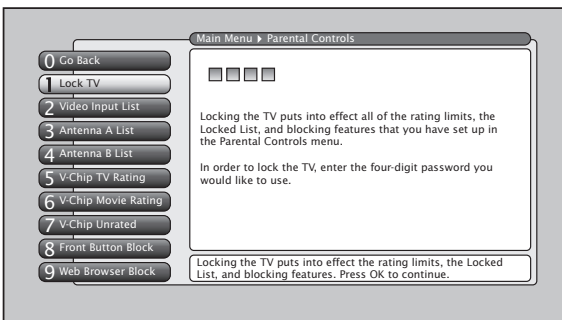 Main Menu ▸ Parental Controls
0 Go Back
1 Lock TV
2 Video Input List
3 Antenna A List
4 Antenna B List
5 V-Chip TV Rating
6 V-Chip Movie Rating
7 V-Chip Unrated
8 Front Button Block
9 Web Browser Block
Locking the TV puts into effect all of the rating limits, the
Locked List, and blocking features that you have set up in
the Parental Controls menu.
In order to lock the TV, enter the four-digit password you
would like to use.
Locking the TV puts into effect the rating limits, the Locked
List, and blocking features. Press OK to continue.